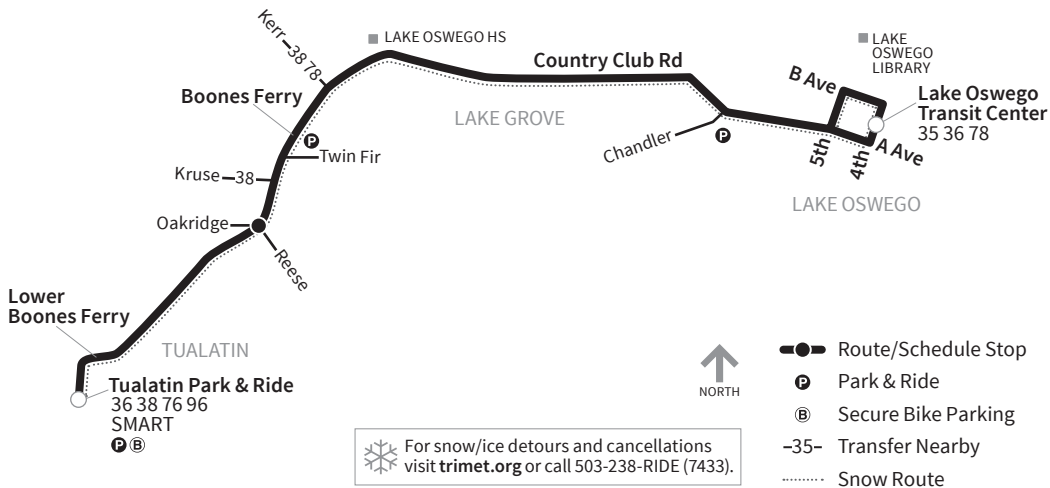 Kerr
–38 78
LAKE OSWEGO HS
Country Club Rd
LAKE
OSWEGO
LIBRARY
B Ave
Boones Ferry
P
LAKE GROVE
Lake Oswego
Transit Center
35 36 78
Chandler
P
5th
4th
A Ave
Twin Fir
Kruse –38–
LAKE OSWEGO
Oakridge
Reese
Lower
Boones Ferry
TUALATIN
Tualatin Park & Ride
36 38 76 96
SMART
P B
NORTH
Route/Schedule Stop
P Park & Ride
B Secure Bike Parking
–35– Transfer Nearby
Snow Route
For snow/ice detours and cancellations
visit trimet.org or call 503-238-RIDE (7433).